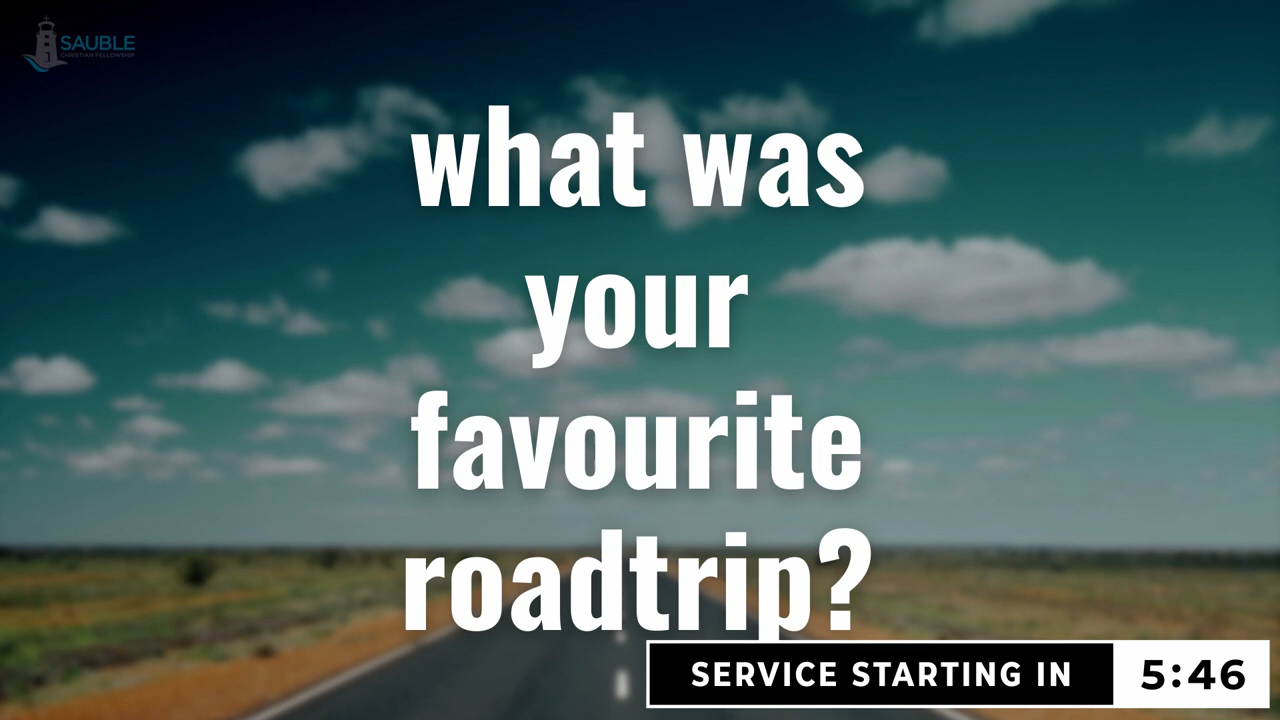 SAUBLE
CHRISTIAN FELLOWSHIP
what was
your
favourite
roadtrip?
SERVICE STARTING IN 5:46